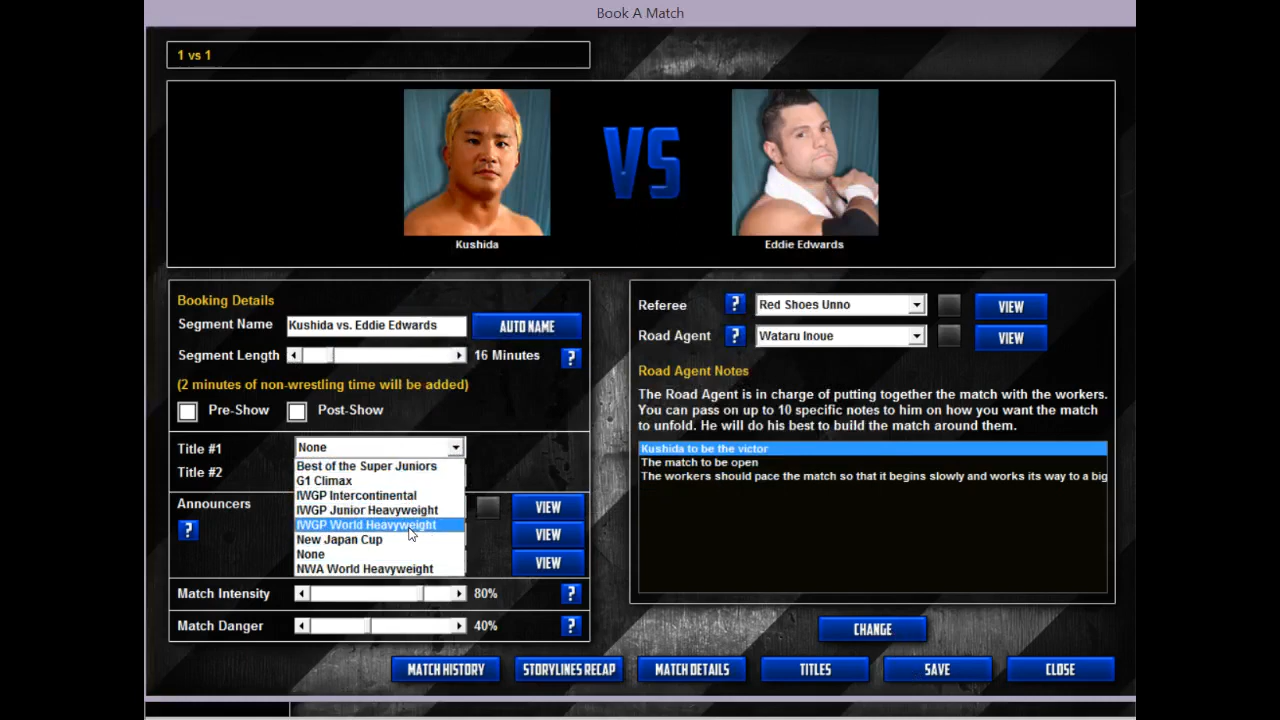 Book A Match
1 vs 1
VS
Kushida
Eddie Edwards
Booking Details
Segment Name
Kushida vs. Eddie Edwards
AUTO NAME
Segment Length
16 Minutes
?
(2 minutes of non-wrestling time will be added)
Pre-Show
Post-Show
Title #1
None
Title #2
Best of the Super Juniors
G1 Climax
IWGP Intercontinental
IWGP Junior Heavyweight
IWGP World Heavyweight
New Japan Cup
None
NWA World Heavyweight
Announcers
?
VIEW
VIEW
VIEW
Match Intensity
80%
?
Match Danger
40%
?
Referee
?
Red Shoes Unno
VIEW
Road Agent
?
Wataru Inoue
VIEW
Road Agent Notes
The Road Agent is in charge of putting together the match with the workers.
You can pass on up to 10 specific notes to him on how you want the match
to unfold. He will do his best to build the match around them.
Kushida to be the victor
The match to be open
The workers should pace the match so that it begins slowly and works its way to a big
CHANGE
MATCH HISTORY
STORYLINES RECAP
MATCH DETAILS
TITLES
SAVE
CLOSE